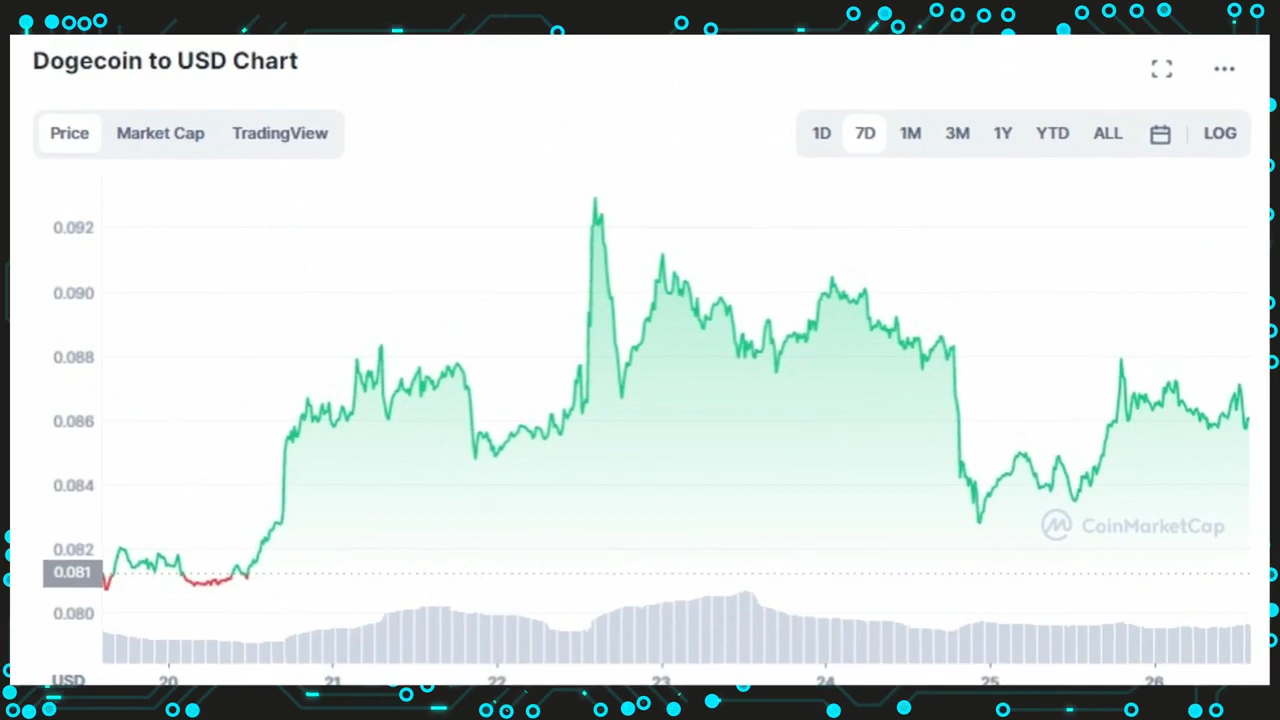 Dogecoin to USD Chart
Price Market Cap TradingView
1D 7D 1M 3M 1Y YTD ALL LOG
0.092
0.090
0.088
0.086
0.084
CoinMarketCap
0.082
0.081
0.080
USD 20 21 22 23 24 25 26